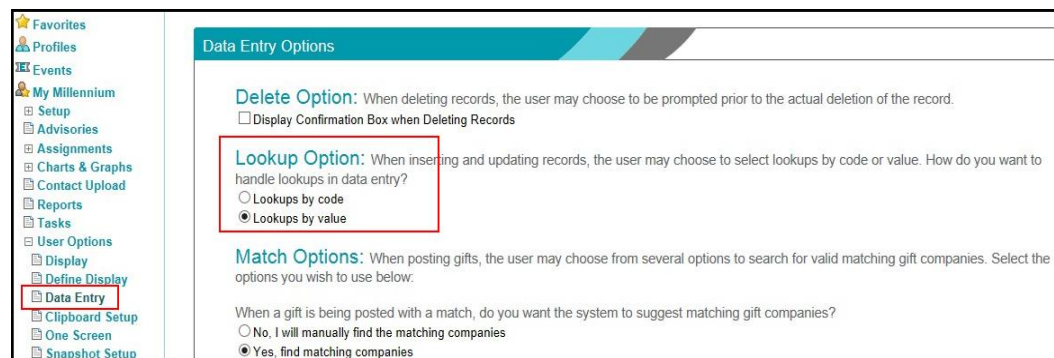 Favorites
Profiles
Events
My Millennium
Setup
Advisories
Assignments
Charts & Graphs
Contact Upload
Reports
Tasks
User Options
Display
Define Display
Data Entry
Clipboard Setup
One Screen
Snapshot Setup
Data Entry Options
Delete Option: When deleting records, the user may choose to be prompted prior to the actual deletion of the record.
Display Confirmation Box when Deleting Records
Lookup Option: When inserting and updating records, the user may choose to select lookups by code or value. How do you want to
handle lookups in data entry?
Lookups by code
Lookups by value
Match Options: When posting gifts, the user may choose from several options to search for valid matching gift companies. Select the
options you wish to use below:
When a gift is being posted with a match, do you want the system to suggest matching gift companies?
No, I will manually find the matching companies
Yes, find matching companies